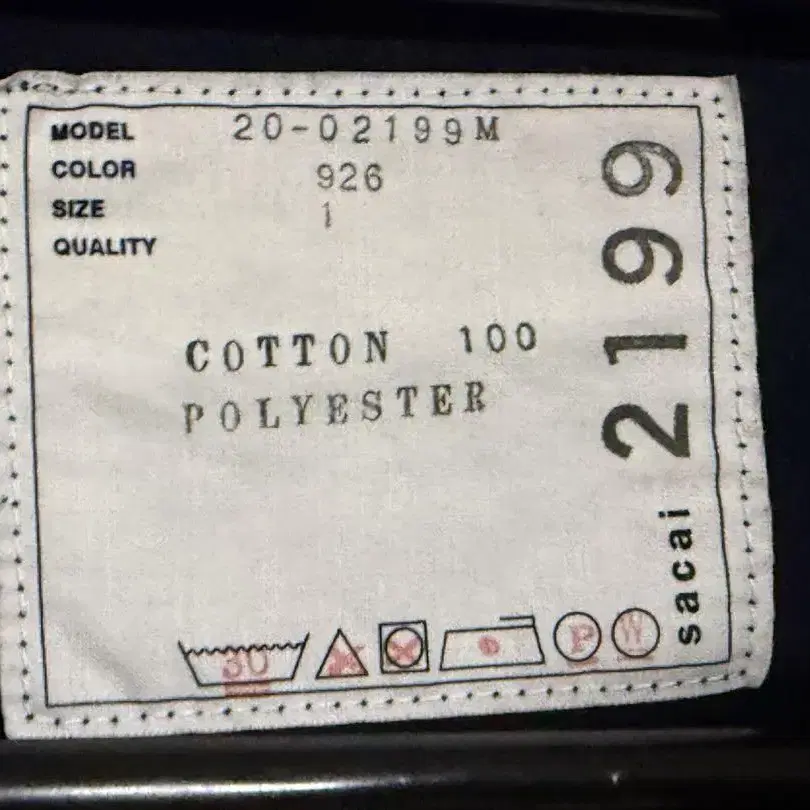 MODEL 20-02199M
COLOR 926
SIZE 1
QUALITY
COTTON 100
POLYESTER
30
P
W
sacai 2199